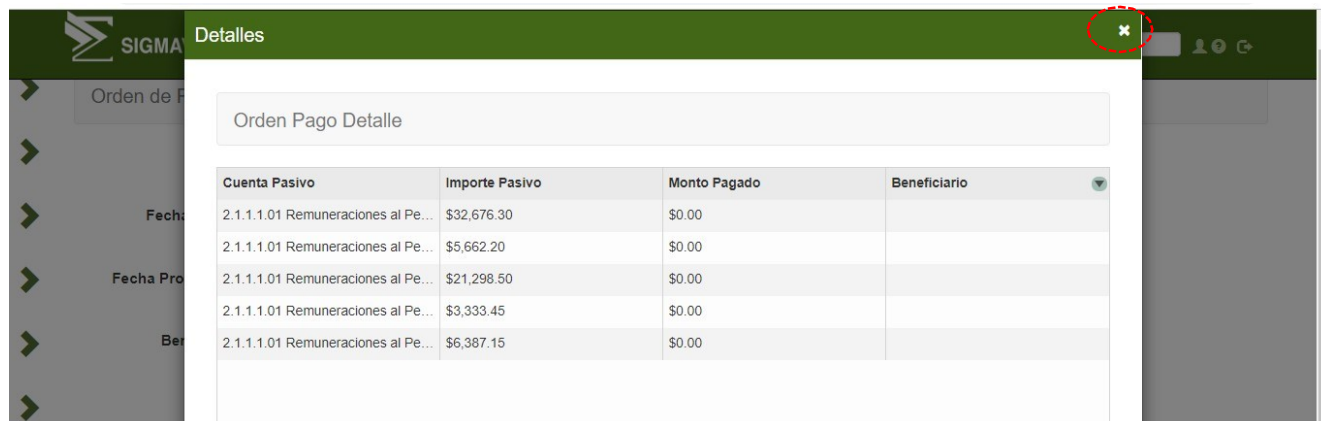 SIGMA
Detalles
Orden de
Orden Pago Detalle
Cuenta Pasivo Importe Pasivo Monto Pagado Beneficiario
Fecha 2.1.1.1.01 Remuneraciones al Pe... $32,676.30 $0.00
2.1.1.1.01 Remuneraciones al Pe... $5,662.20 $0.00
Fecha Pro 2.1.1.1.01 Remuneraciones al Pe... $21,298.50 $0.00
2.1.1.1.01 Remuneraciones al Pe... $3,333.45 $0.00
Ben 2.1.1.1.01 Remuneraciones al Pe... $6,387.15 $0.00